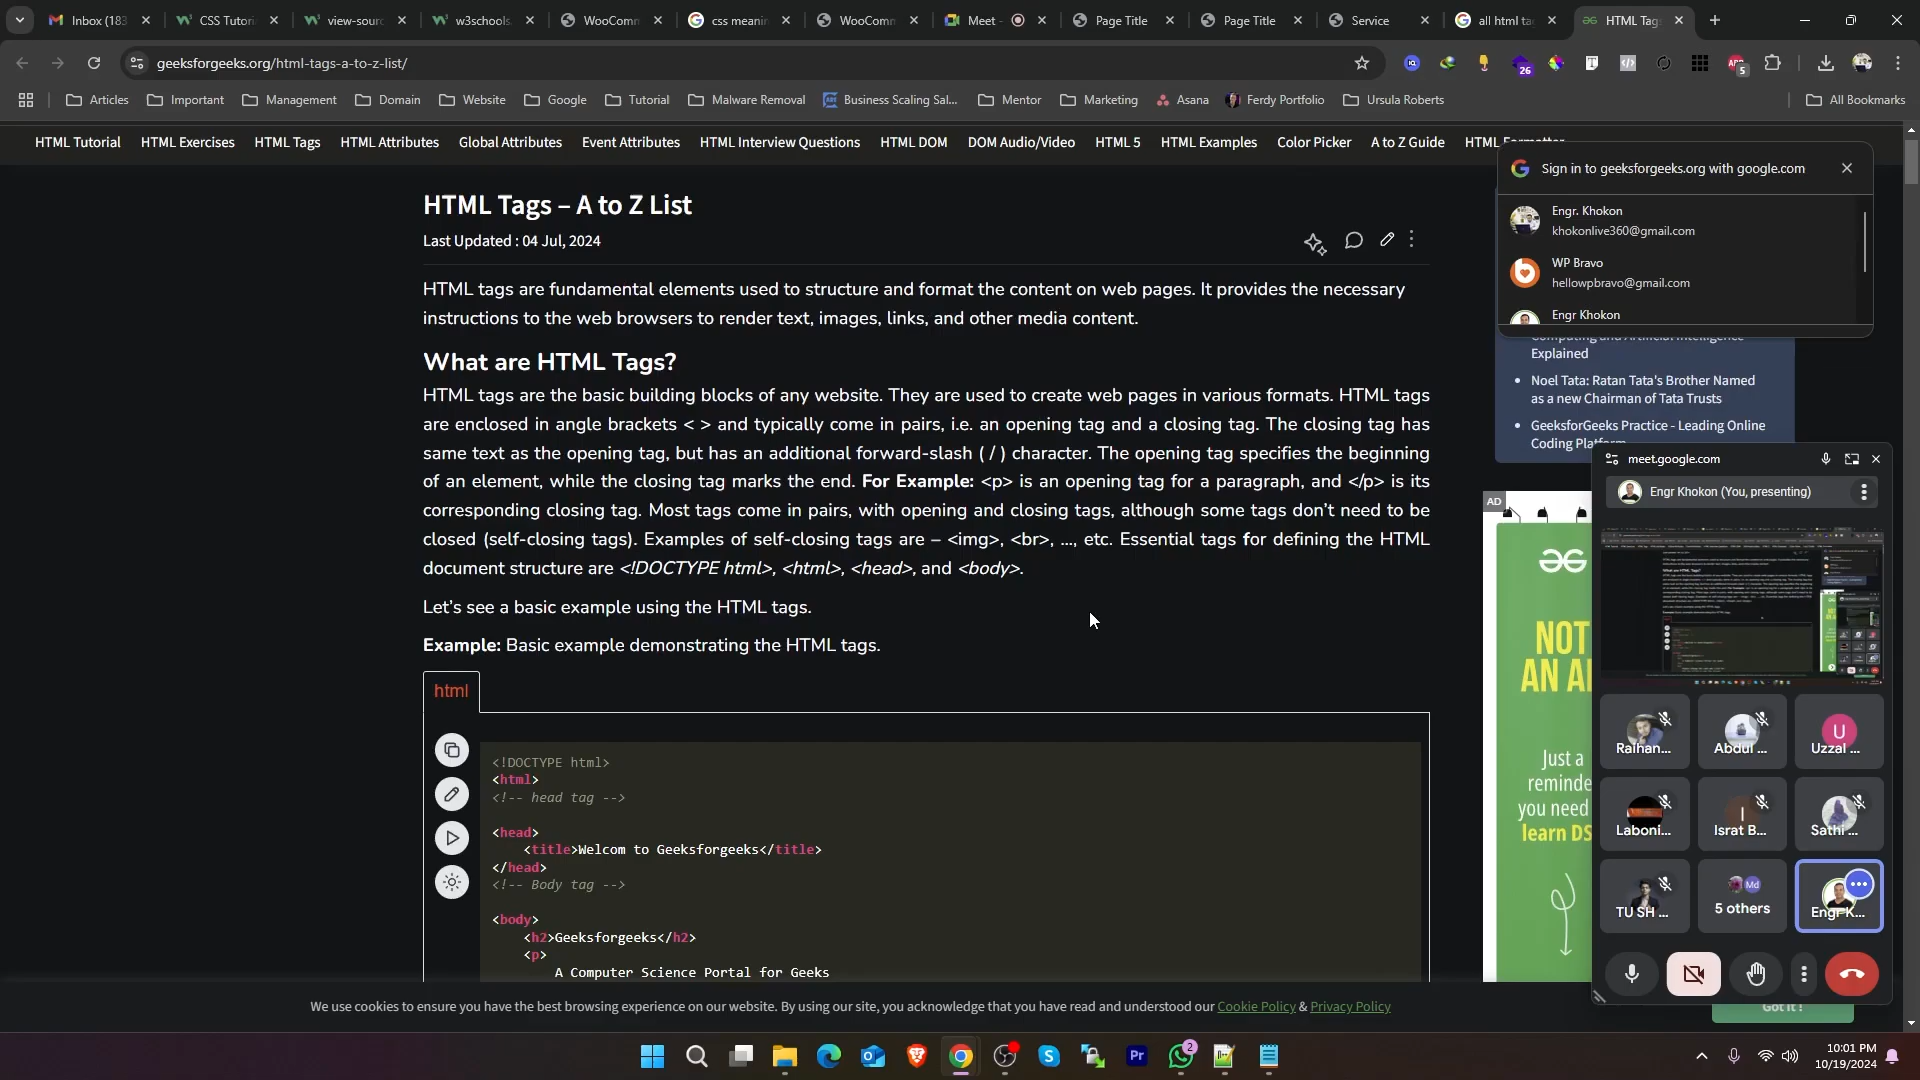 Inbox (183
CSS Tutori
view-sourc
w3schools.
WooComm
css meanin
WooComm
Meet -
Page Title
Page Title
Service
all html ta
HTML Tag
geeksforgeeks.org/html-tags-a-to-z-list/
26
5
Articles
Important
Management
Domain
Website
Google
Tutorial
Malware Removal
Business Scaling Sal...
Mentor
Marketing
Asana
Ferdy Portfolio
Ursula Roberts
All Bookmarks
HTML Tutorial
HTML Exercises
HTML Tags
HTML Attributes
Global Attributes
Event Attributes
HTML Interview Questions
HTML DOM
DOM Audio/Video
HTML 5
HTML Examples
Color Picker
A to Z Guide
HTML Formatter
Sign in to geeksforgeeks.org with google.com
Engr. Khokon
khokonlive360@gmail.com
WP Bravo
hellowpbravo@gmail.com
Engr Khokon
HTML Tags – A to Z List
Last Updated : 04 Jul, 2024
HTML tags are fundamental elements used to structure and format the content on web pages. It provides the necessary
instructions to the web browsers to render text, images, links, and other media content.
What are HTML Tags?
HTML tags are the basic building blocks of any website. They are used to create web pages in various formats. HTML tags
are enclosed in angle brackets < > and typically come in pairs, i.e. an opening tag and a closing tag. The closing tag has
same text as the opening tag, but has an additional forward-slash ( / ) character. The opening tag specifies the beginning
of an element, while the closing tag marks the end. For Example: <p> is an opening tag for a paragraph, and </p> is its
corresponding closing tag. Most tags come in pairs, with opening and closing tags, although some tags don’t need to be
closed (self-closing tags). Examples of self-closing tags are – <img>, <br>, …, etc. Essential tags for defining the HTML
document structure are <!DOCTYPE html>, <html>, <head>, and <body>.
Let’s see a basic example using the HTML tags.
Example: Basic example demonstrating the HTML tags.
html
<!DOCTYPE html>
<html>
<!-- head tag -->
<head>
<title>Welcom to Geeksforgeeks</title>
</head>
<!-- Body tag -->
<body>
<h2>Geeksforgeeks</h2>
<p>
A Computer Science Portal for Geeks
Computing and Artificial Intelligence
Explained
Noel Tata: Ratan Tata's Brother Named
as a new Chairman of Tata Trusts
GeeksforGeeks Practice - Leading Online
Coding Platform
AD
NOT
AN A
Just a
reminde
you need
learn DS
meet.google.com
Engr Khokon (You, presenting)
Raihan...
Abdul ...
U
Uzzal ...
Laboni...
I
Israt B...
Sathi ...
TU SH ...
Md
5 others
Engr K...
We use cookies to ensure you have the best browsing experience on our website. By using our site, you acknowledge that you have read and understood our Cookie Policy & Privacy Policy
Got It !
Pr
2
10:01 PM
10/19/2024